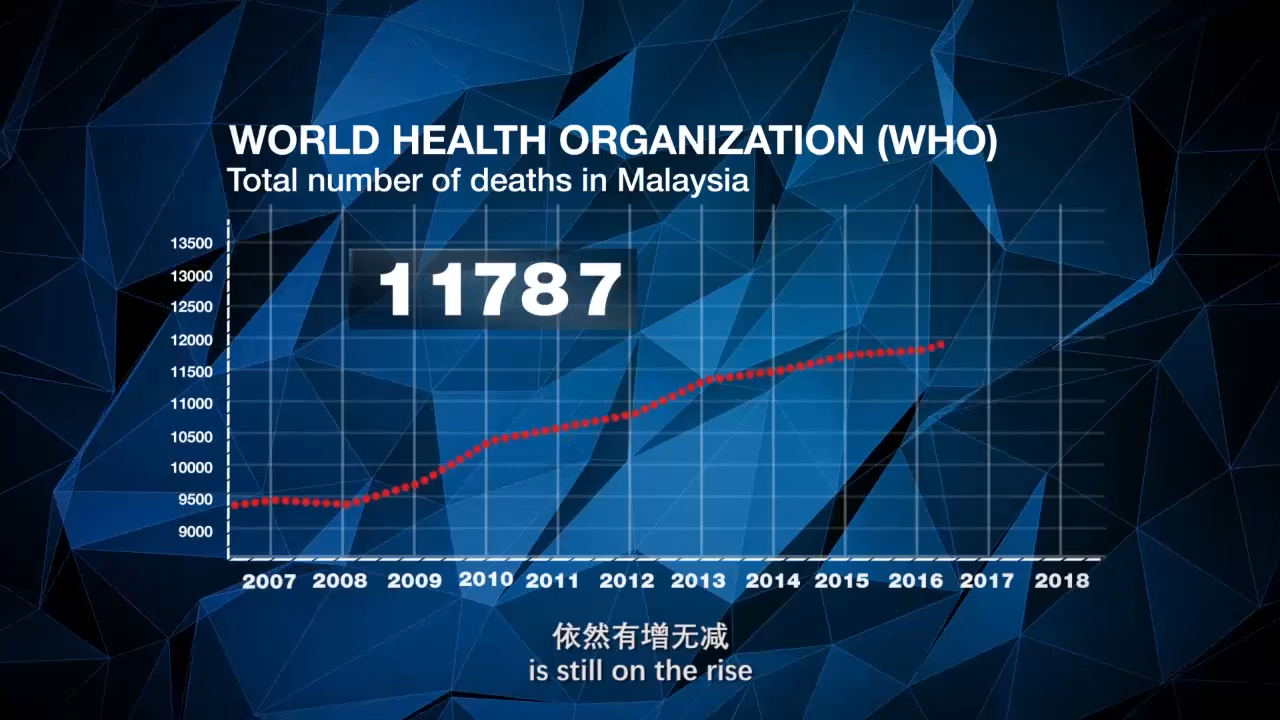 WORLD HEALTH ORGANIZATION (WHO)
Total number of deaths in Malaysia
11787
13500
13000
12500
12000
11500
11000
10500
10000
9500
9000
2007 2008 2009 2010 2011 2012 2013 2014 2015 2016 2017 2018
依然有增无减
is still on the rise